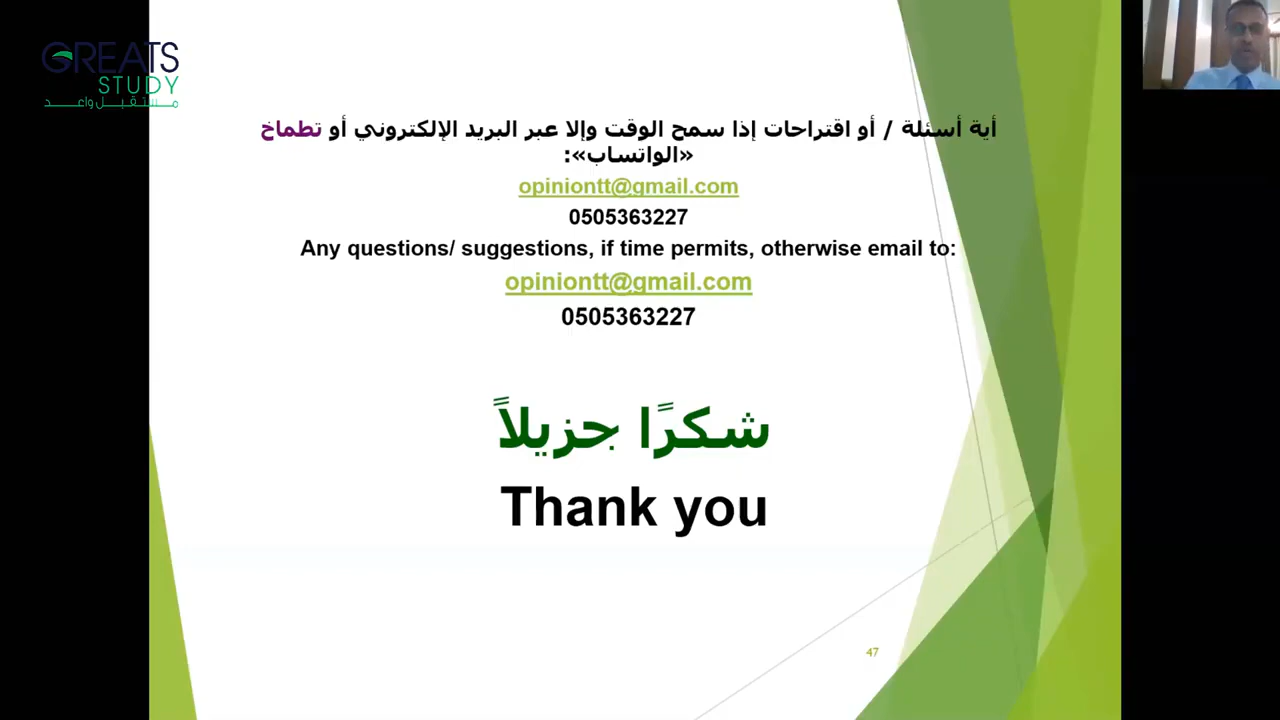 GREATS
STUDY
مستقبل واعد
أية أسئلة / أو اقتراحات إذا سمح الوقت وإلا عبر البريد الإلكتروني أو تطماخ
«الواتساب»:
opiniontt@gmail.com
0505363227
Any questions/ suggestions, if time permits, otherwise email to:
opiniontt@gmail.com
0505363227
شكرًا جزيلاً
Thank you
47